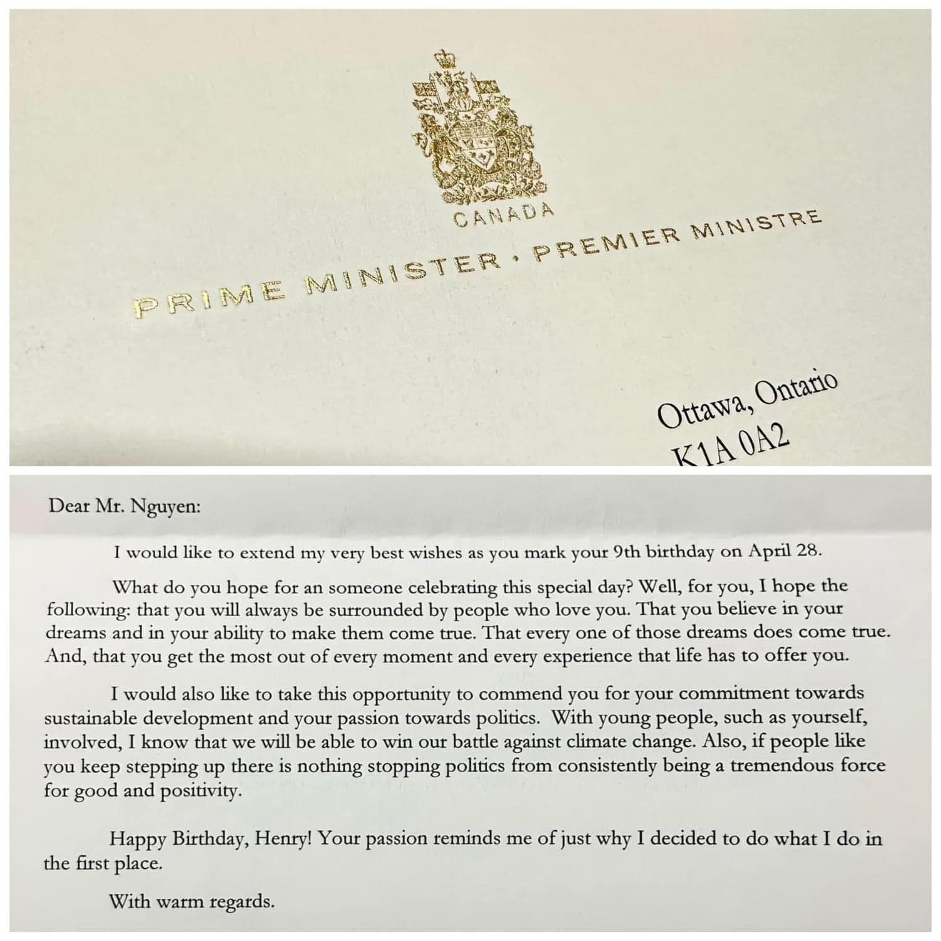 CANADA
PRIME MINISTER · PREMIER MINISTRE
Ottawa, Ontario
K1A 0A2
Dear Mr. Nguyen:
I would like to extend my very best wishes as you mark your 9th birthday on April 28.
What do you hope for an someone celebrating this special day? Well, for you, I hope the
following: that you will always be surrounded by people who love you. That you believe in your
dreams and in your ability to make them come true. That every one of those dreams does come true.
And, that you get the most out of every moment and every experience that life has to offer you.
I would also like to take this opportunity to commend you for your commitment towards
sustainable development and your passion towards politics.  With young people, such as yourself,
involved, I know that we will be able to win our battle against climate change. Also, if people like
you keep stepping up there is nothing stopping politics from consistently being a tremendous force
for good and positivity.
Happy Birthday, Henry! Your passion reminds me of just why I decided to do what I do in
the first place.
With warm regards.